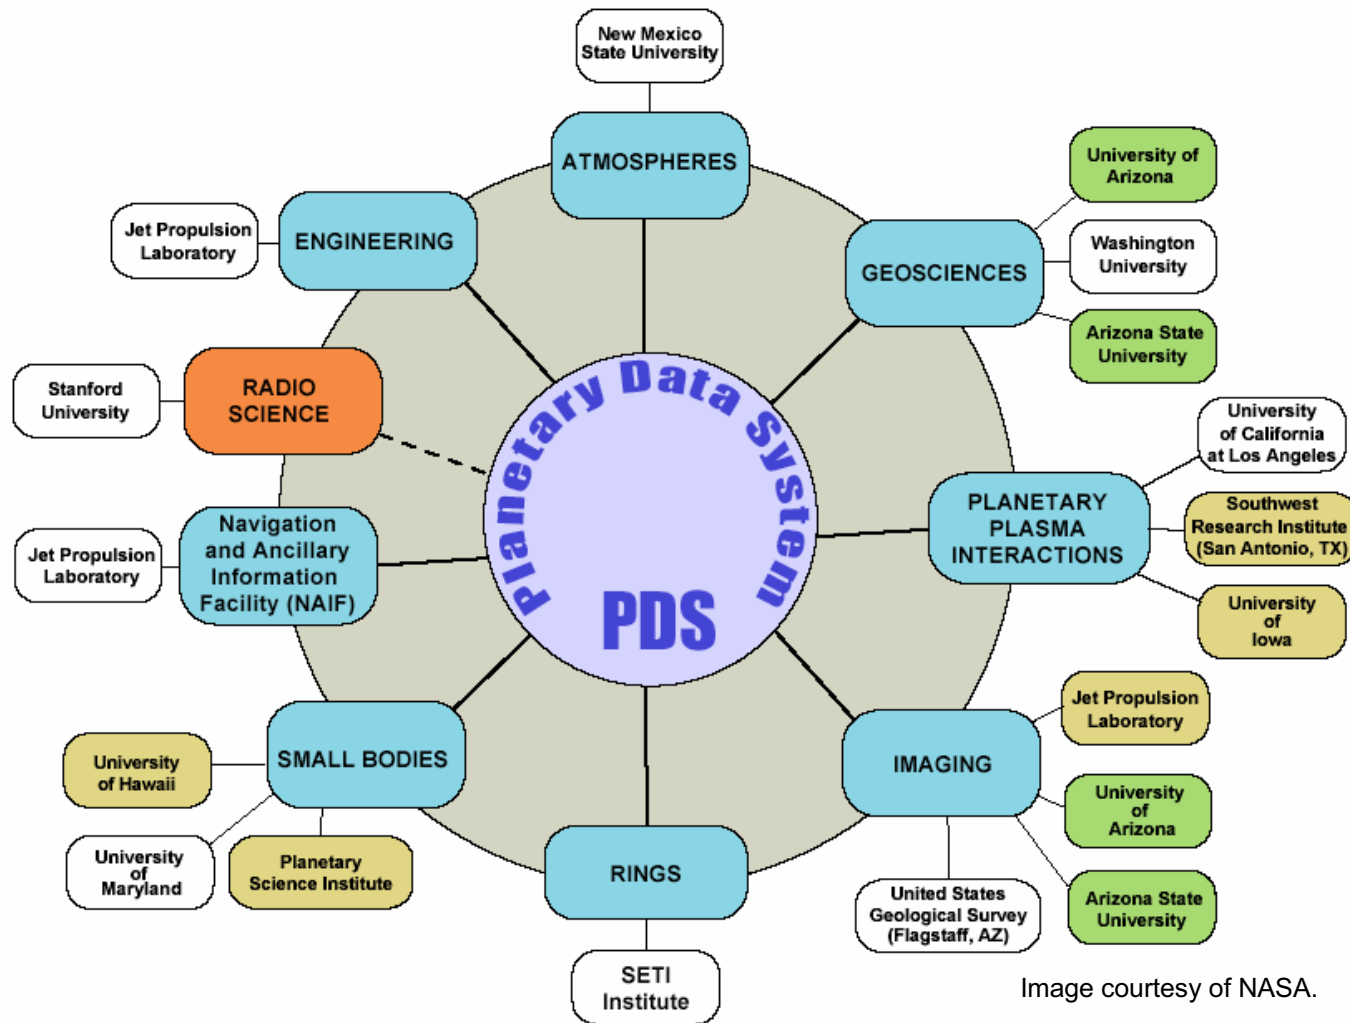 New Mexico
State University
ATMOSPHERES
University of
Arizona
GEOSCIENCES
Washington
University
Arizona State
University
Jet Propulsion
Laboratory
ENGINEERING
Stanford
University
RADIO
SCIENCE
Planetary Data System
PDS
University
of California
at Los Angeles
PLANETARY
PLASMA
INTERACTIONS
Southwest
Research Institute
(San Antonio, TX)
University
of
Iowa
Jet Propulsion
Laboratory
Navigation
and Ancillary
Information
Facility (NAIF)
University
of Hawaii
SMALL BODIES
University
of
Maryland
Planetary
Science Institute
RINGS
SETI
Institute
IMAGING
Jet Propulsion
Laboratory
University
of
Arizona
Arizona State
University
United States
Geological Survey
(Flagstaff, AZ)
Image courtesy of NASA.